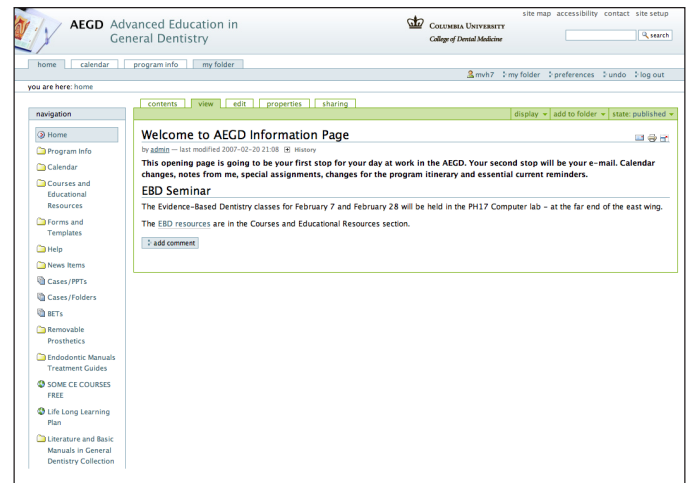 site map accessibility contact site setup
AEGD Advanced Education in
General Dentistry
COLUMBIA UNIVERSITY
College of Dental Medicine
search
home calendar program info my folder
mvh7 my folder preferences undo log out
you are here: home
navigation
Home
Program Info
Calendar
Courses and
Educational
Resources
Forms and
Templates
Help
News Items
Cases/PPTs
Cases/Folders
BETs
Removable
Prosthetics
Endodontic Manuals
Treatment Guides
SOME CE COURSES
FREE
Life Long Learning
Plan
Literature and Basic
Manuals in General
Dentistry Collection
contents view edit properties sharing
display add to folder state: published
Welcome to AEGD Information Page
by admin — last modified 2007-02-20 21:08 History
This opening page is going to be your first stop for your day at work in the AEGD. Your second stop will be your e-mail. Calendar
changes, notes from me, special assignments, changes for the program itinerary and essential current reminders.
EBD Seminar
The Evidence-Based Dentistry classes for February 7 and February 28 will be held in the PH17 Computer lab - at the far end of the east wing.
The EBD resources are in the Courses and Educational Resources section.
add comment